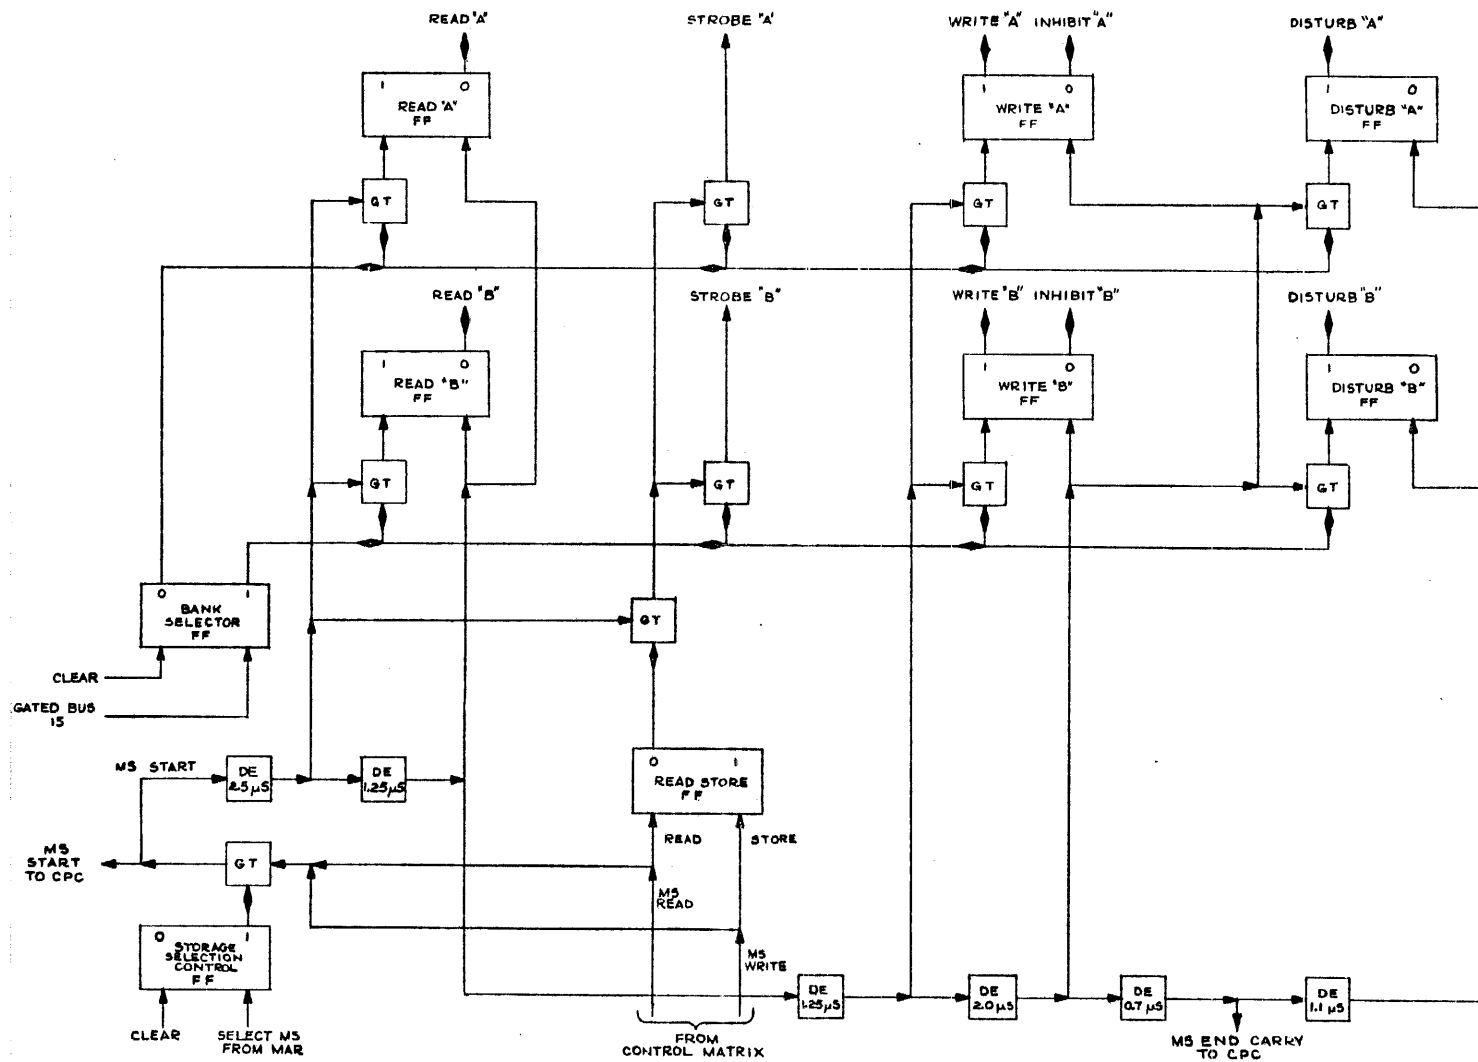 READ "A"
STROBE "A"
WRITE "A" INHIBIT "A"
DISTURB "A"
1 0
READ "A"
FF
1 0
WRITE "A"
FF
1 0
DISTURB "A"
FF
GT
GT
GT
GT
READ "B"
STROBE "B"
WRITE "B" INHIBIT "B"
DISTURB "B"
1 0
READ "B"
FF
1 0
WRITE "B"
FF
1 0
DISTURB "B"
FF
GT
GT
GT
GT
0 1
BANK
SELECTOR
FF
GT
CLEAR
GATED BUS
15
MS START
DE
2.5 µS
DE
1.25 µS
0 1
READ STORE
FF
READ
STORE
MS
START
TO CPC
GT
MS
READ
0 1
STORAGE
SELECTION
CONTROL
FF
MS
WRITE
DE
1.25 µS
DE
2.0 µS
DE
0.7 µS
DE
1.1 µS
CLEAR
SELECT MS
FROM MAR
FROM
CONTROL MATRIX
MS END CARRY
TO CPC